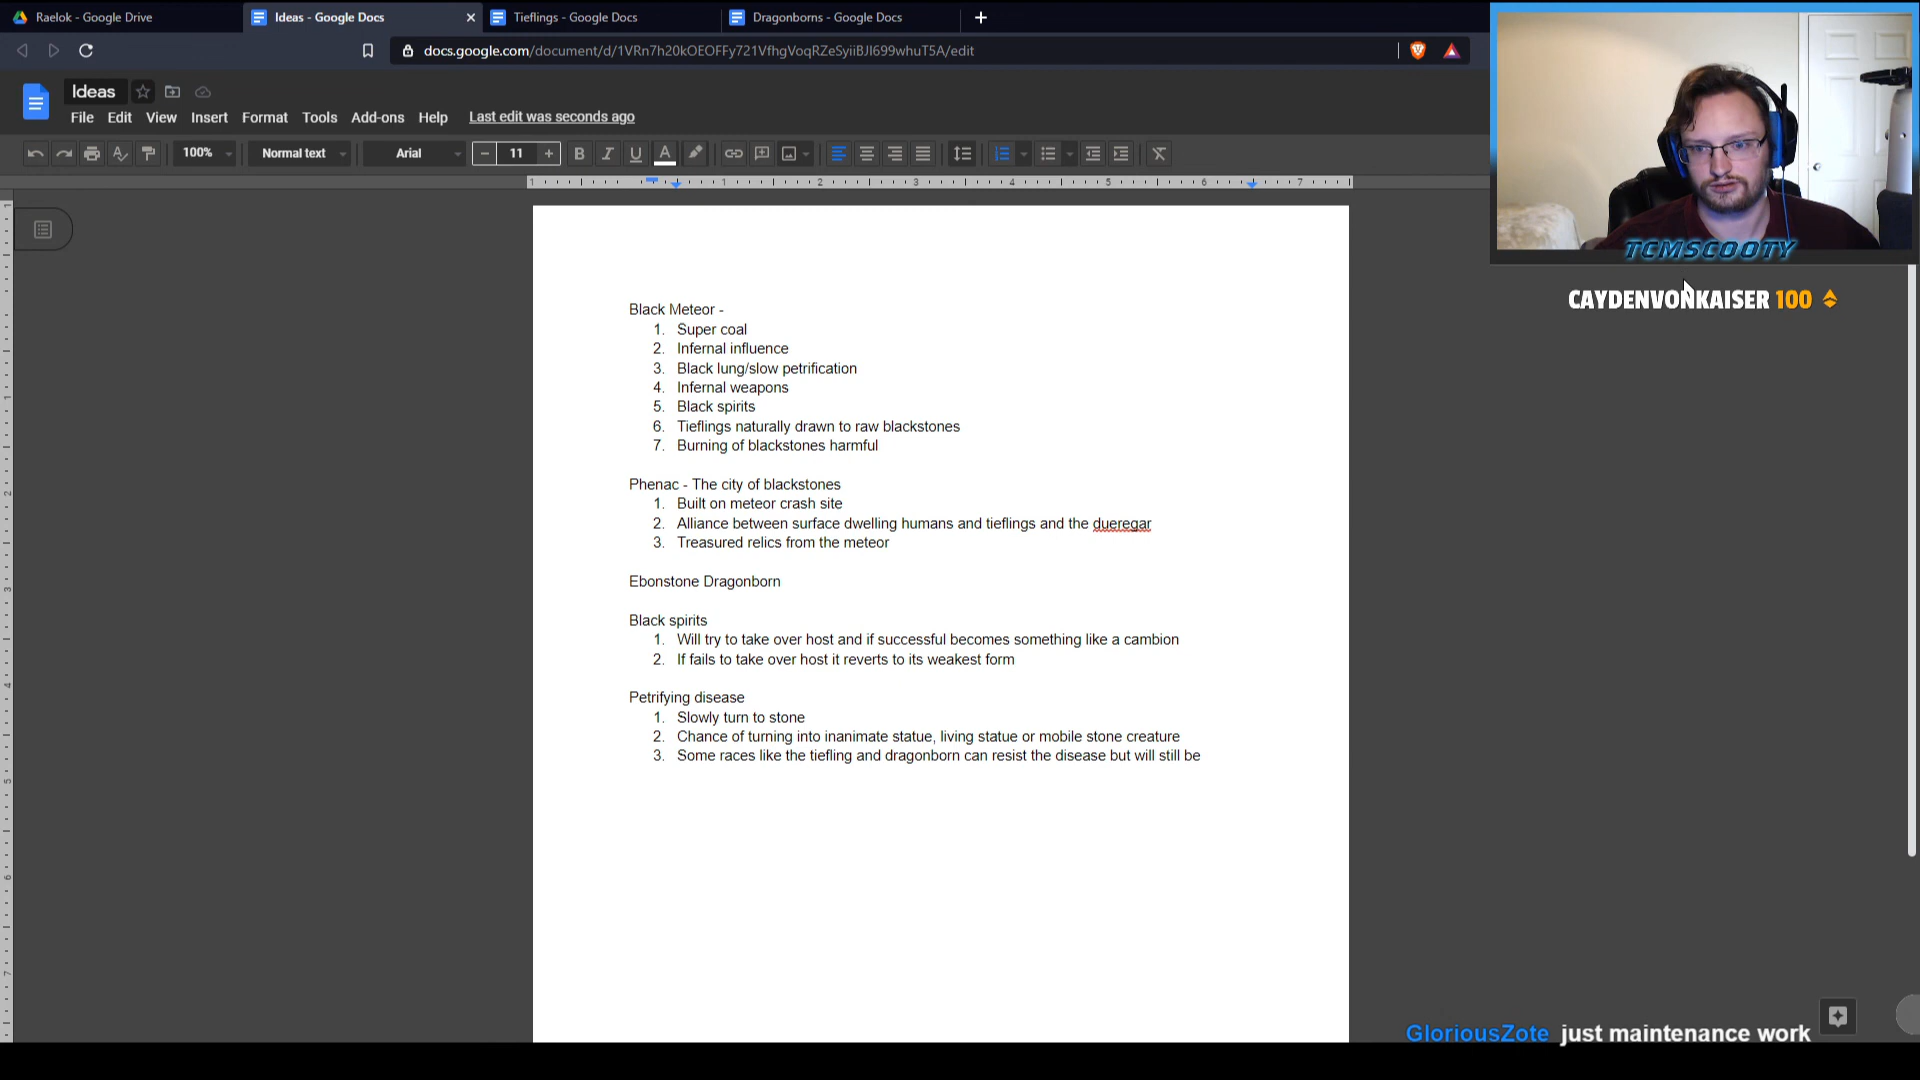 Raelok - Google Drive
Ideas - Google Docs
Tieflings - Google Docs
Dragonborns - Google Docs
docs.google.com/document/d/1VRn7h20kOEOFFy721VfhgVoqRZeSyiiBJI699whuT5A/edit
Ideas
File Edit View Insert Format Tools Add-ons Help Last edit was seconds ago
100% Normal text Arial 11
TCMSCOOTY
CAYDENVONKAISER 100
Black Meteor -
1. Super coal
2. Infernal influence
3. Black lung/slow petrification
4. Infernal weapons
5. Black spirits
6. Tieflings naturally drawn to raw blackstones
7. Burning of blackstones harmful
Phenac - The city of blackstones
1. Built on meteor crash site
2. Alliance between surface dwelling humans and tieflings and the dueregar
3. Treasured relics from the meteor
Ebonstone Dragonborn
Black spirits
1. Will try to take over host and if successful becomes something like a cambion
2. If fails to take over host it reverts to its weakest form
Petrifying disease
1. Slowly turn to stone
2. Chance of turning into inanimate statue, living statue or mobile stone creature
3. Some races like the tiefling and dragonborn can resist the disease but will still be
GloriousZote just maintenance work